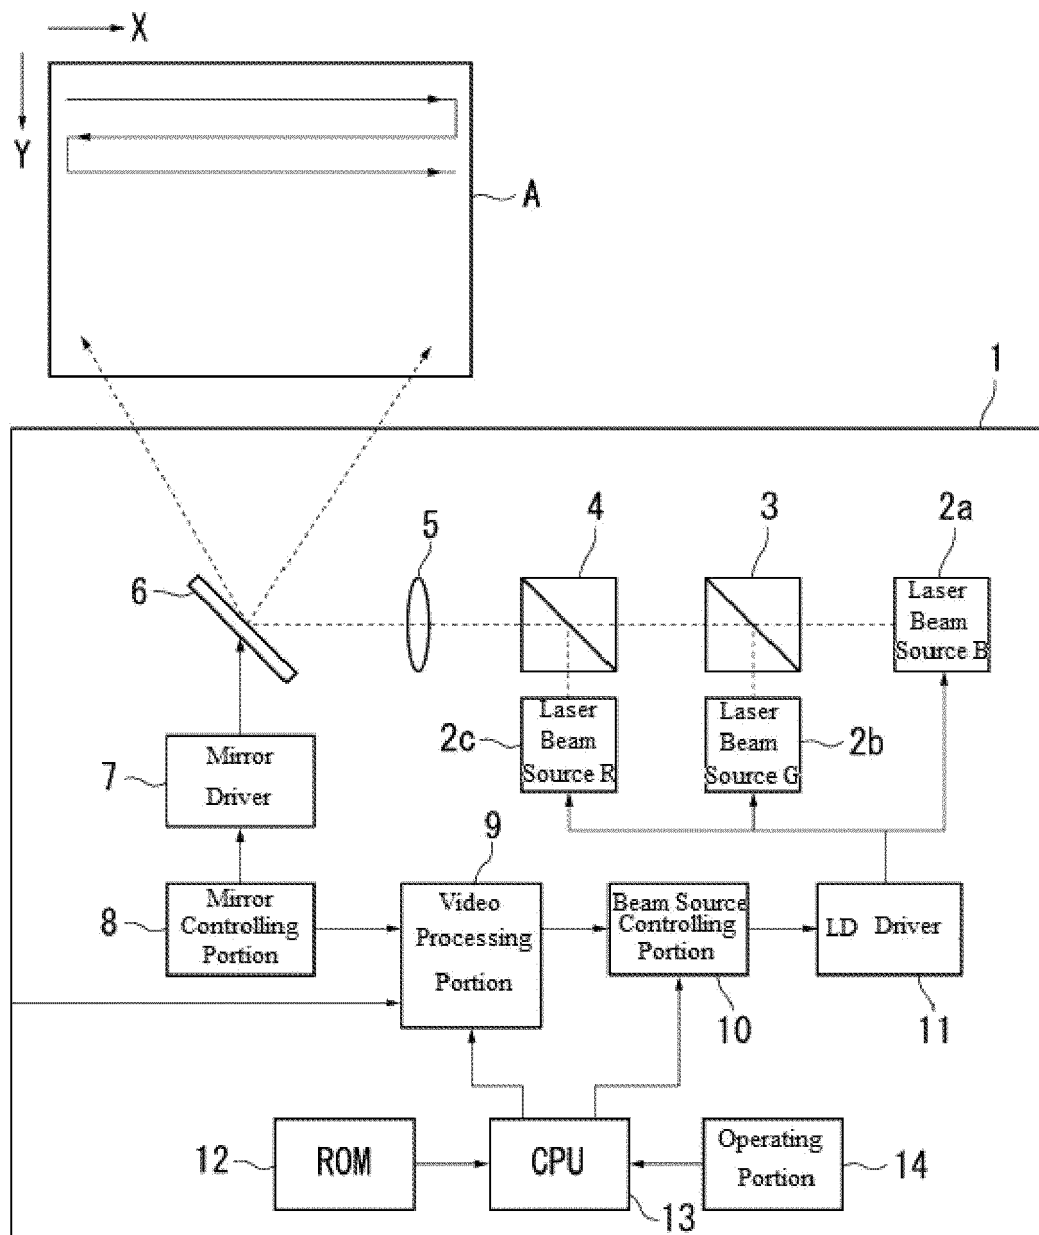 X
Y
A
1
4
3
2a
5
6
Laser
Beam
Source B
Laser
Beam
Source R
2c
Laser
Beam
Source G
2b
7
Mirror
Driver
9
8
Mirror
Controlling
Portion
Video
Processing
Portion
Beam Source
Controlling
Portion
LD Driver
10
11
12
ROM
CPU
Operating
Portion
14
13